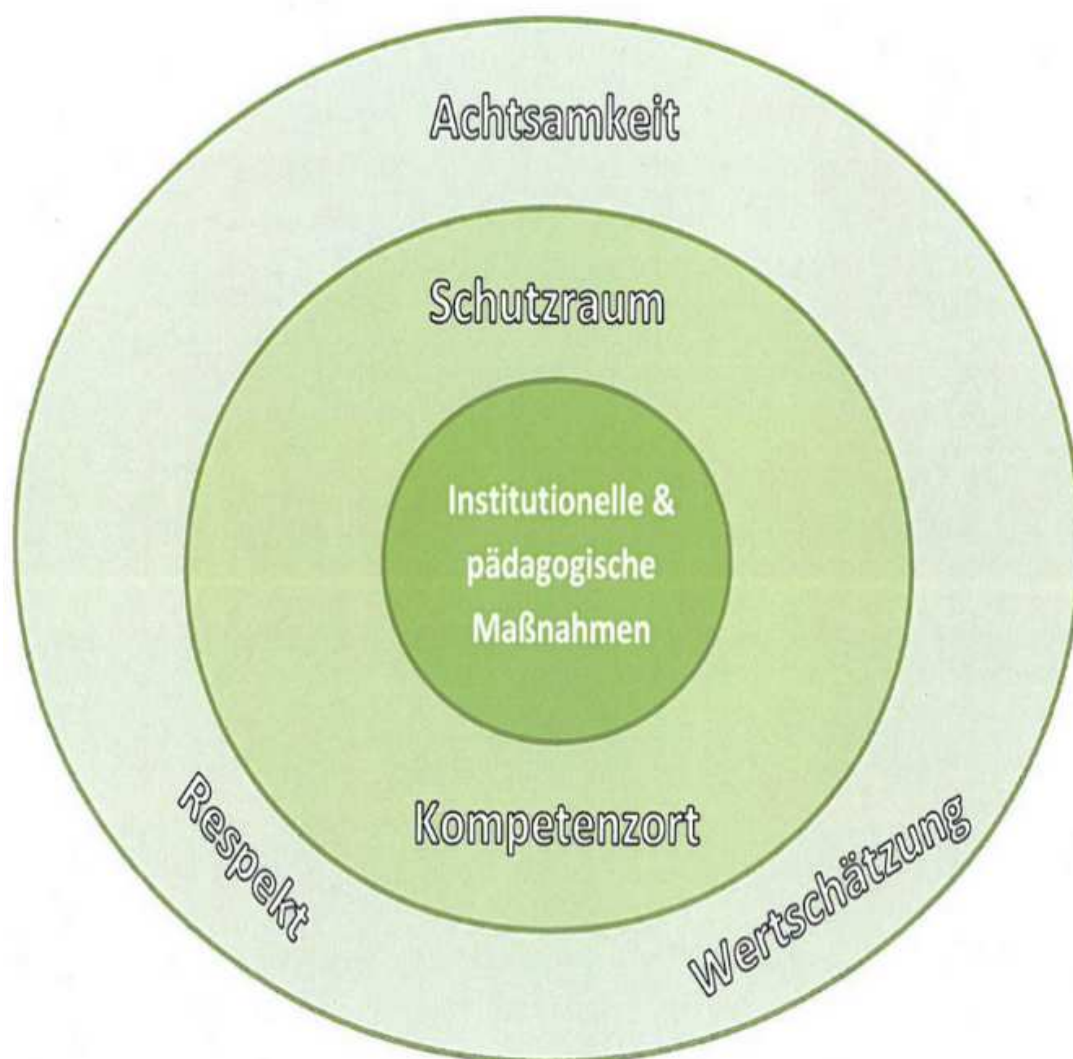 Achtsamkeit
Schutzraum
Institutionelle &
pädagogische
Maßnahmen
Kompetenzort
Respekt
Wertschätzung